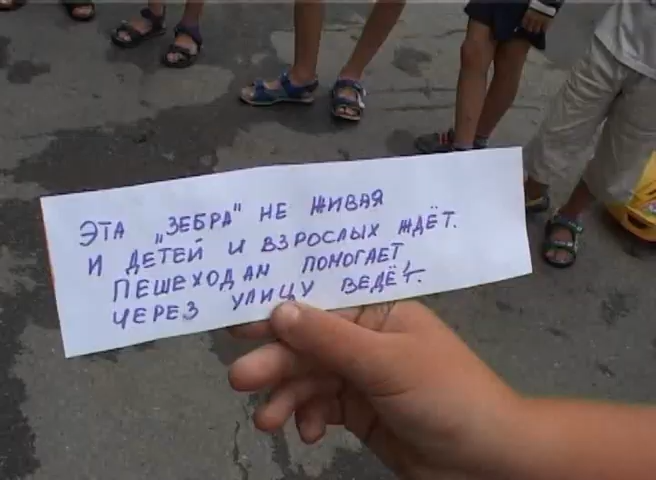 ЭТА „ЗЕБРА" НЕ ЖИВАЯ
И ДЕТЕЙ И ВЗРОСЛЫХ ЖДЁТ.
ПЕШЕХОДАМ ПОМОГАЕТ
ЧЕРЕЗ УЛИЦУ ВЕДЁТ.